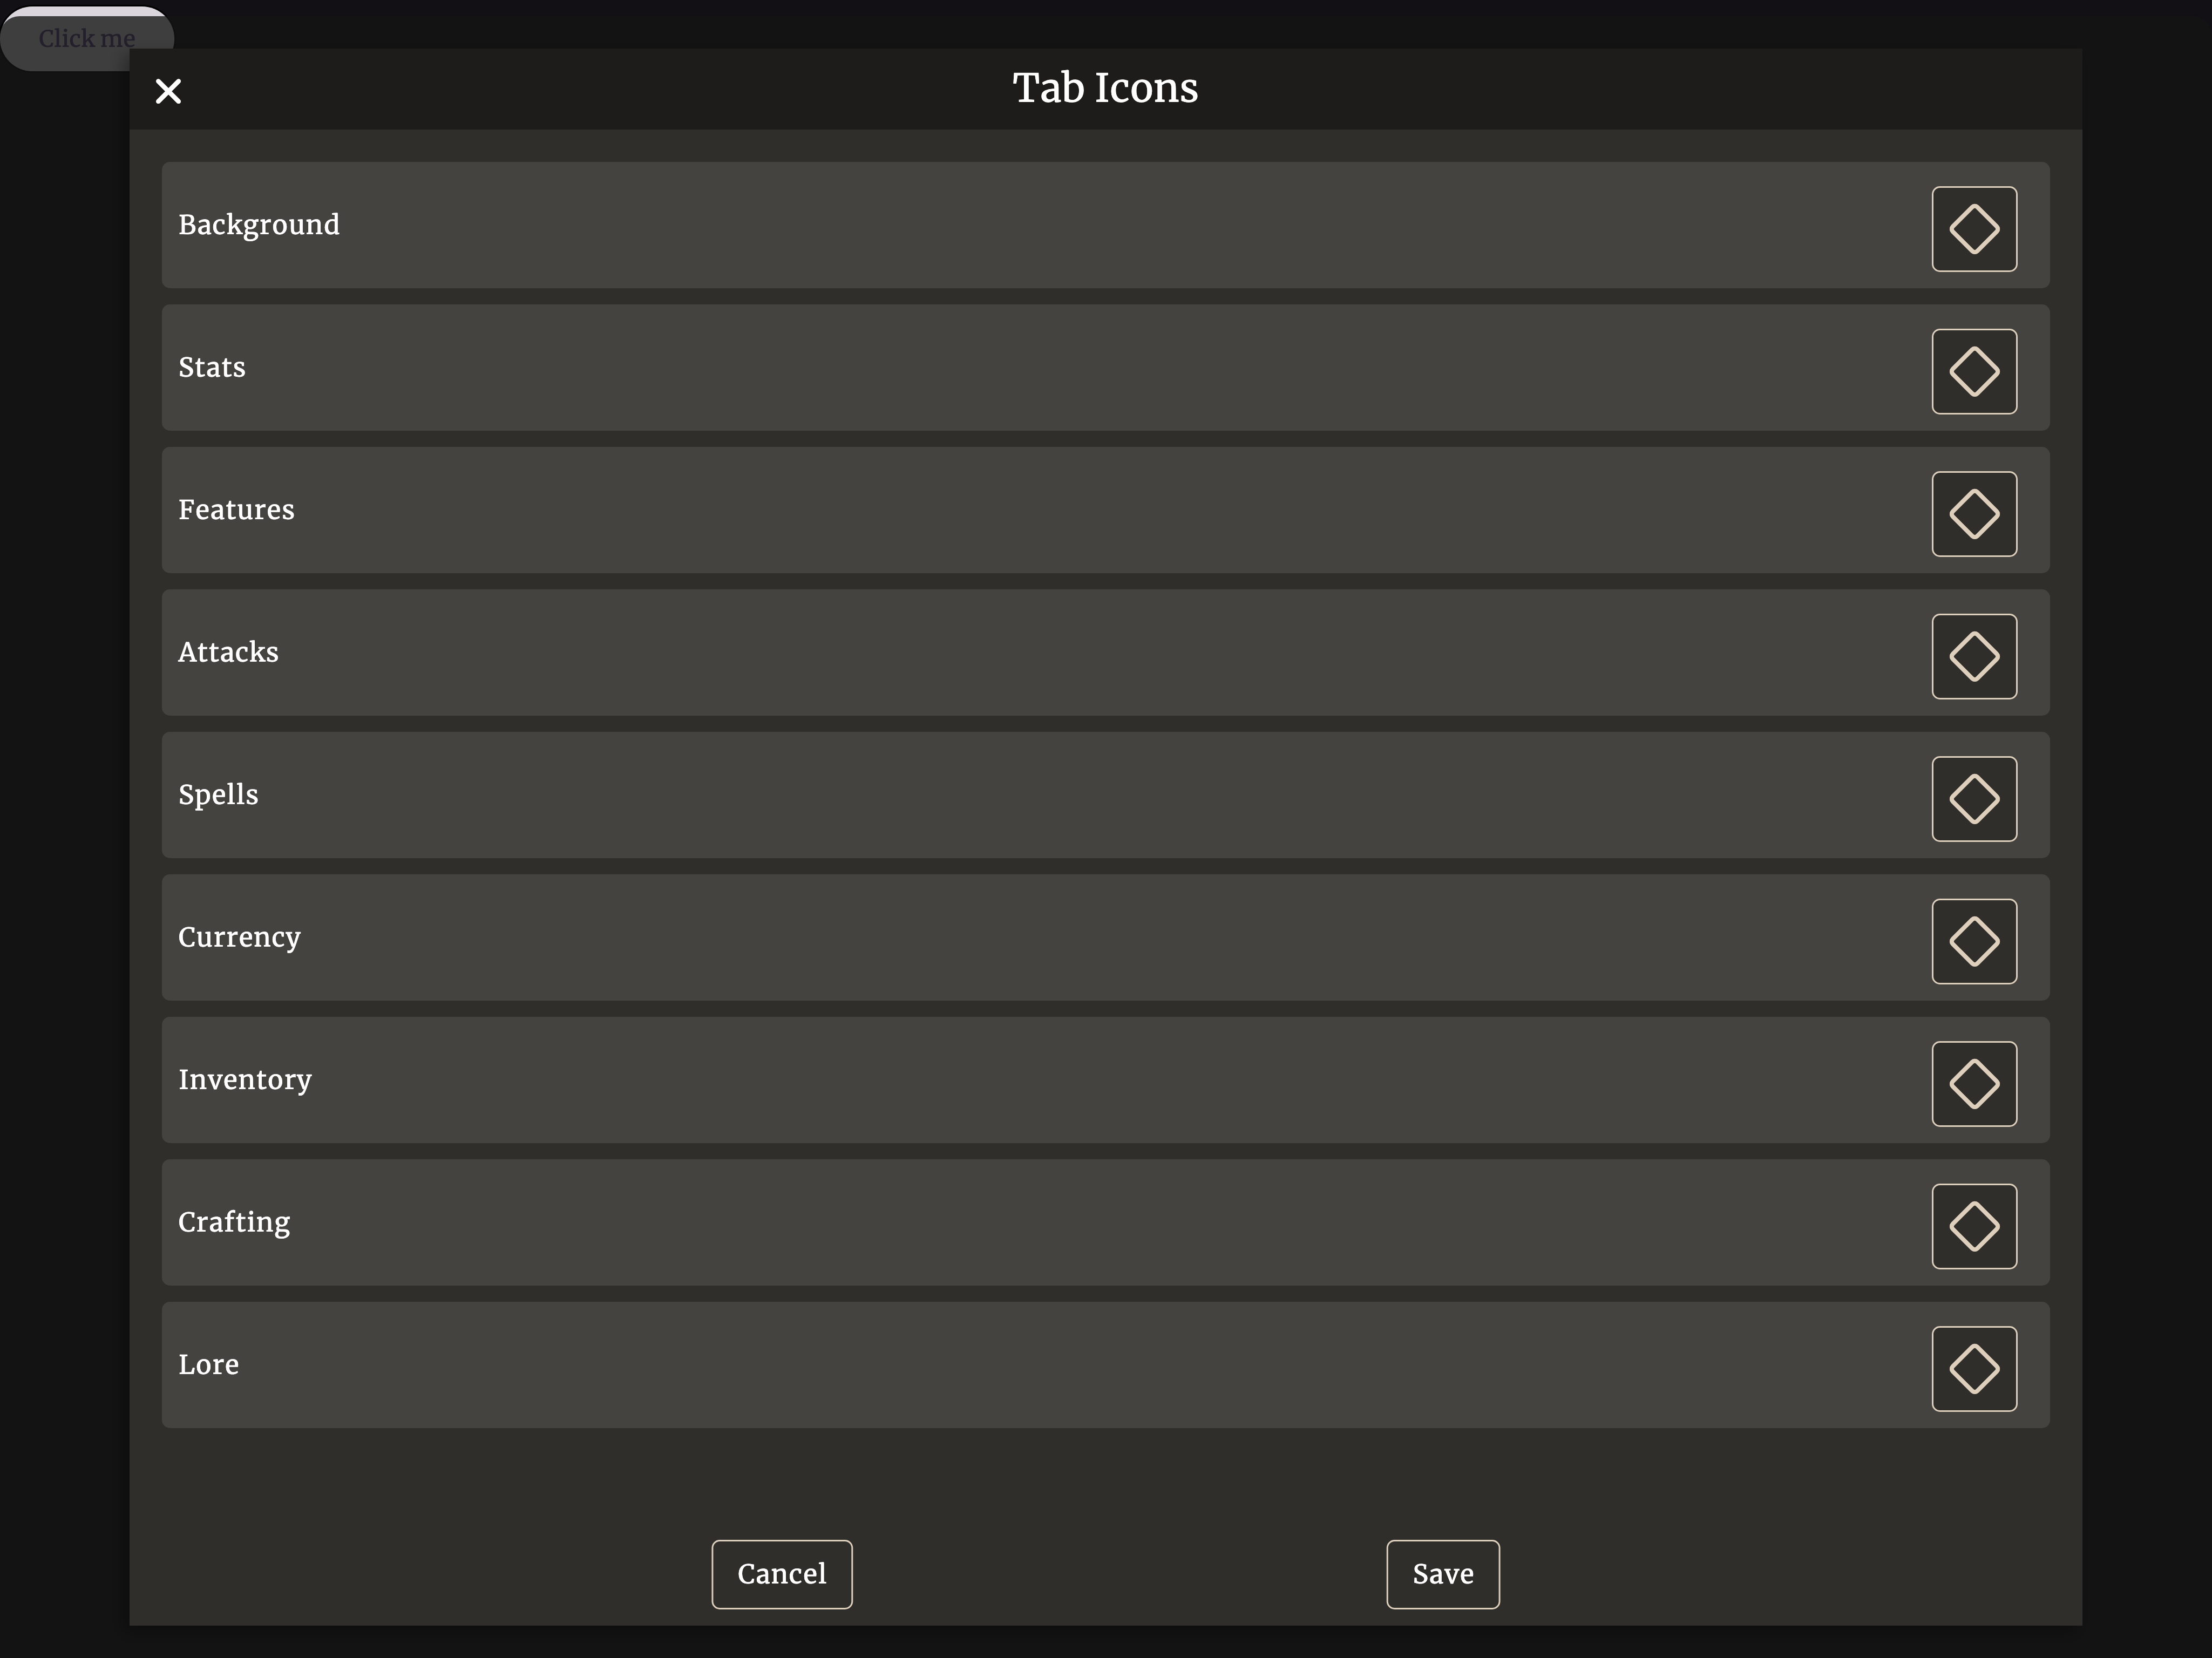 Click me
Tab Icons
Background
Stats
Features
Attacks
Spells
Currency
Inventory
Crafting
Lore
Cancel
Save